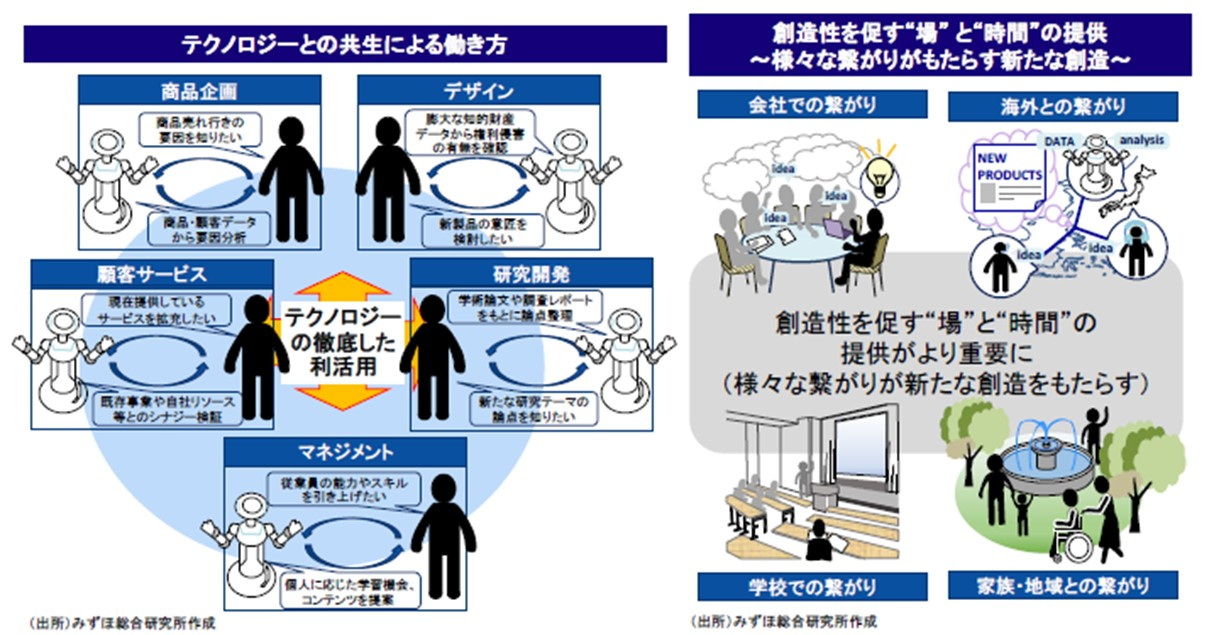 テクノロジーとの共生による働き方
商品企画
商品売れ行きの
要因を知りたい
商品・顧客データ
から要因分析
デザイン
膨大な知的財産
データから権利侵害
の有無を確認
新製品の意匠を
検討したい
顧客サービス
現在提供している
サービスを拡充したい
既存事業や自社リソース
等とのシナジー検証
テクノロジー
の徹底した
利活用
研究開発
学術論文や調査レポート
をもとに論点整理
新たな研究テーマの
論点を知りたい
マネジメント
従業員の能力やスキル
を引き上げたい
個人に応じた学習機会、
コンテンツを提案
(出所)みずほ総合研究所作成
創造性を促す“場”と“時間”の提供
～様々な繋がりがもたらす新たな創造～
会社での繋がり
idea
idea
idea
海外との繋がり
NEW
PRODUCTS
DATA
analysis
idea
idea
創造性を促す“場”と“時間”の
提供がより重要に
(様々な繋がりが新たな創造をもたらす)
学校での繋がり
家族・地域との繋がり
(出所)みずほ総合研究所作成